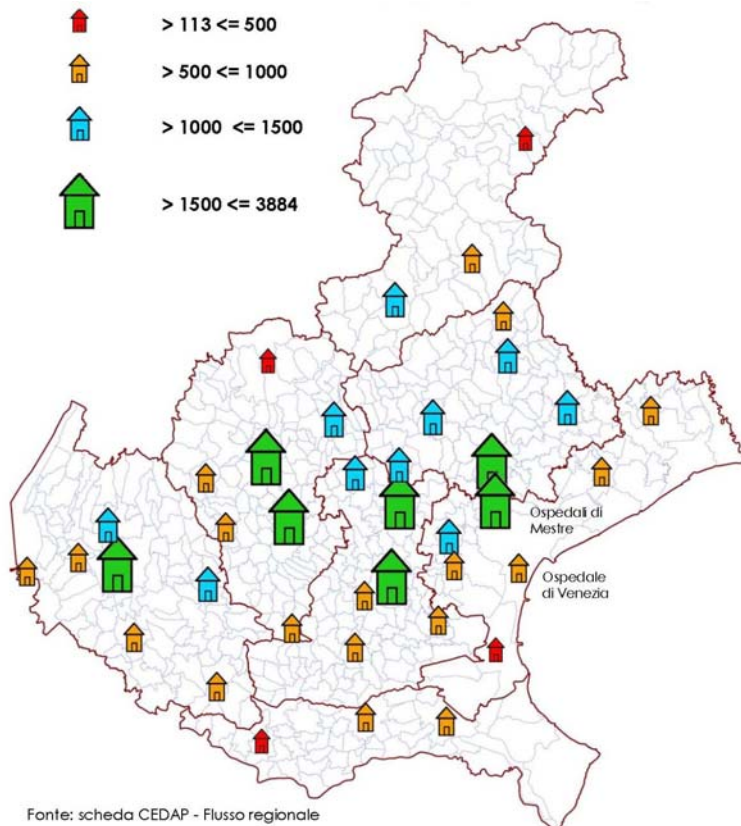 > 113 <= 500
> 500 <= 1000
> 1000 <= 1500
> 1500 <= 3884
Ospedali di
Mestre
Ospedale
di Venezia
Fonte: scheda CEDAP - Flusso regionale